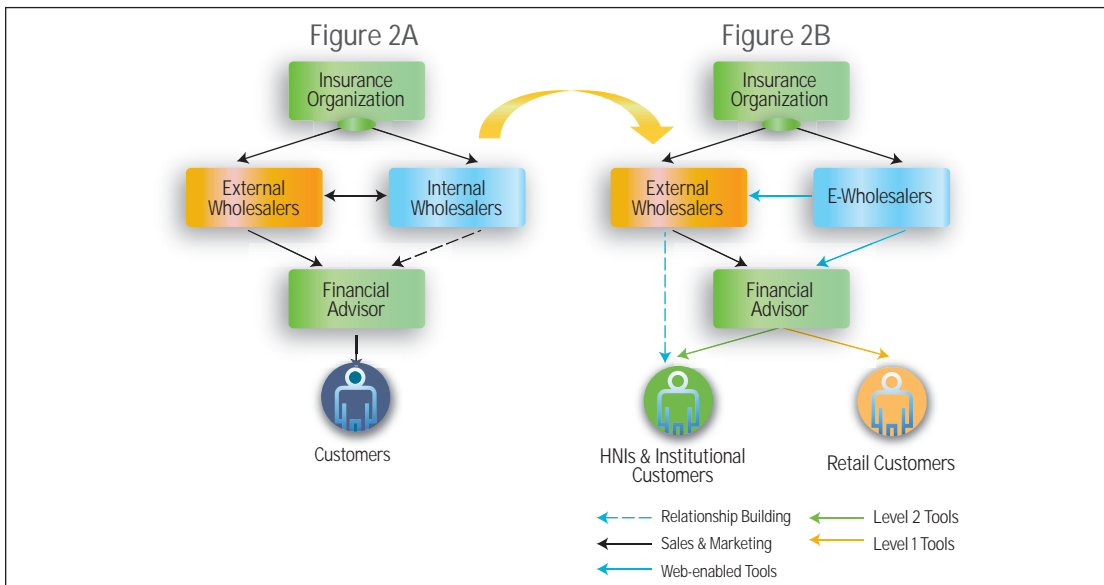 Figure 2A
Insurance
Organization
External
Wholesalers
Internal
Wholesalers
Financial
Advisor
Customers
Figure 2B
Insurance
Organization
External
Wholesalers
E-Wholesalers
Financial
Advisor
HNIs & Institutional
Customers
Retail Customers
Relationship Building
Sales & Marketing
Web-enabled Tools
Level 2 Tools
Level 1 Tools